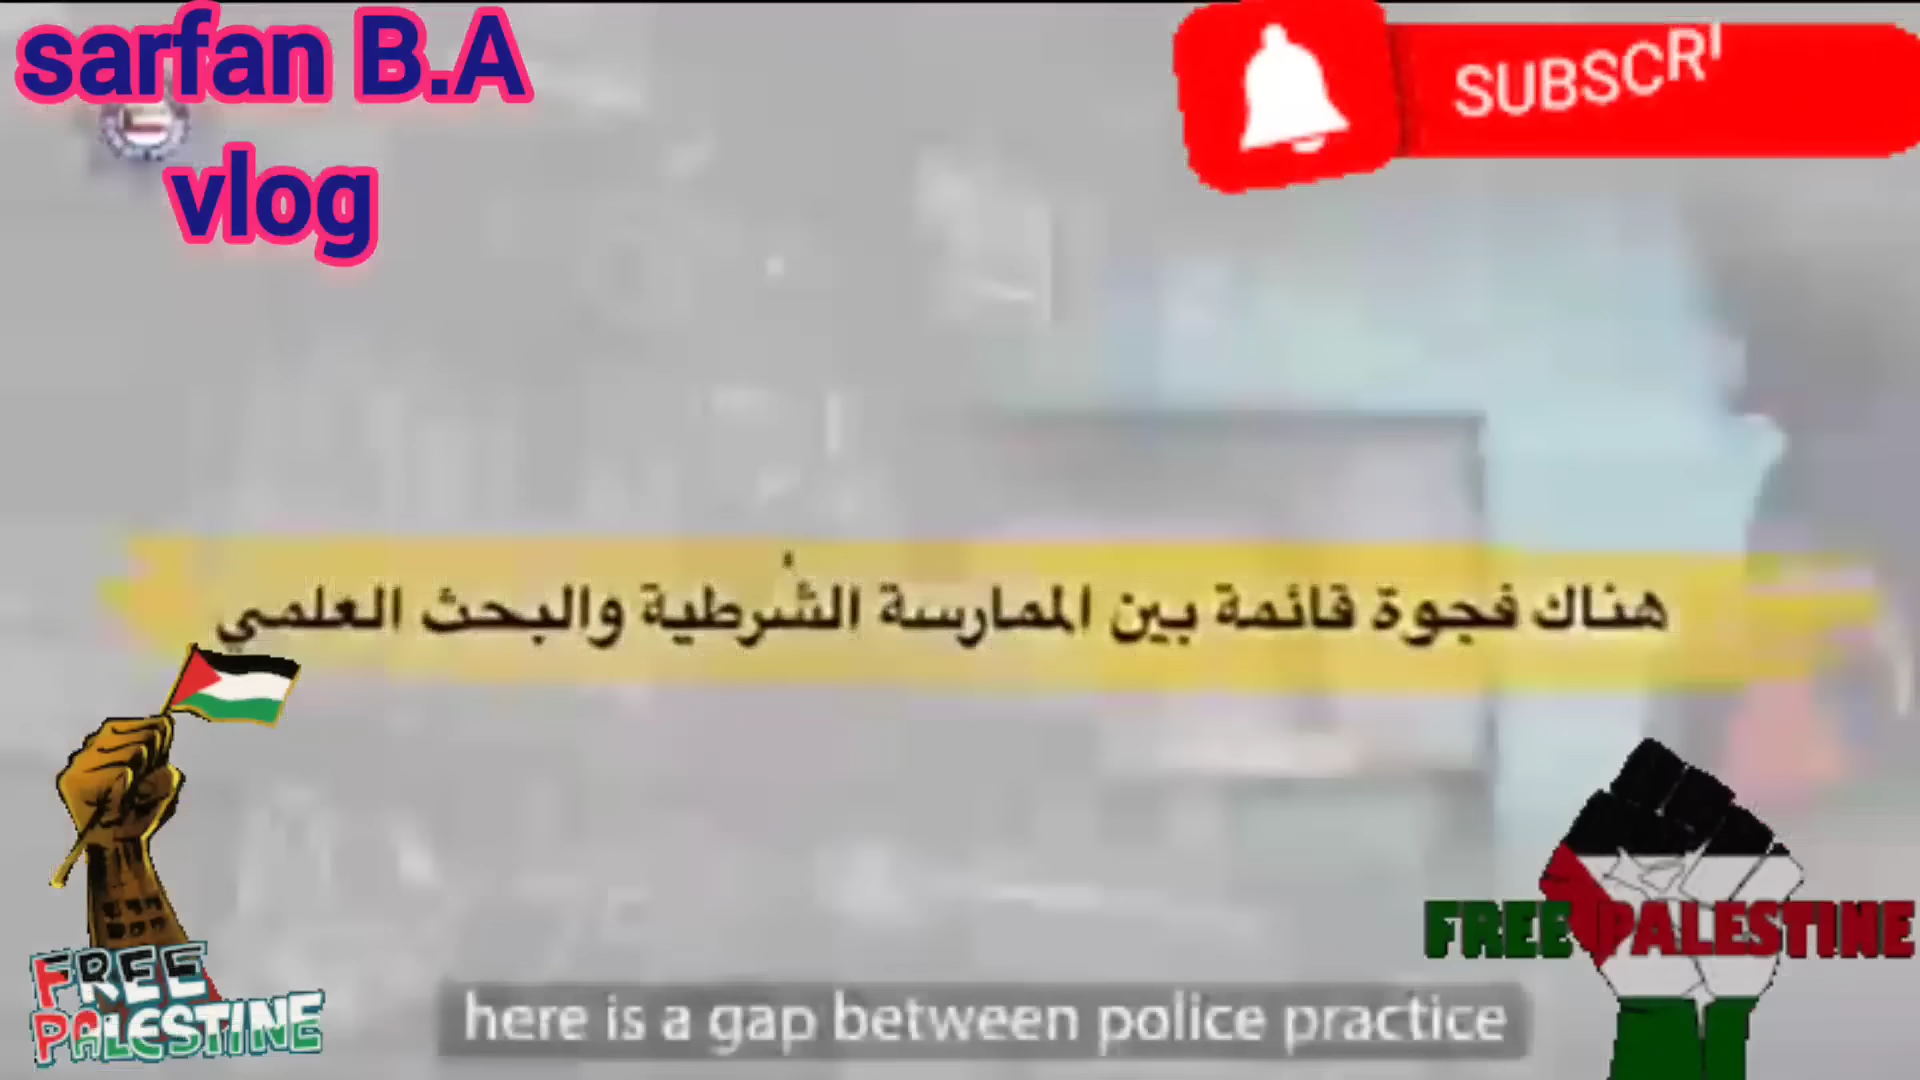 sarfan B.A
vlog
SUBSCRI
هناك فجوة قائمة بين الممارسة الشُرطية والبحث العلمي
FREE
PALESTINE
FREE PALESTINE
here is a gap between police practice